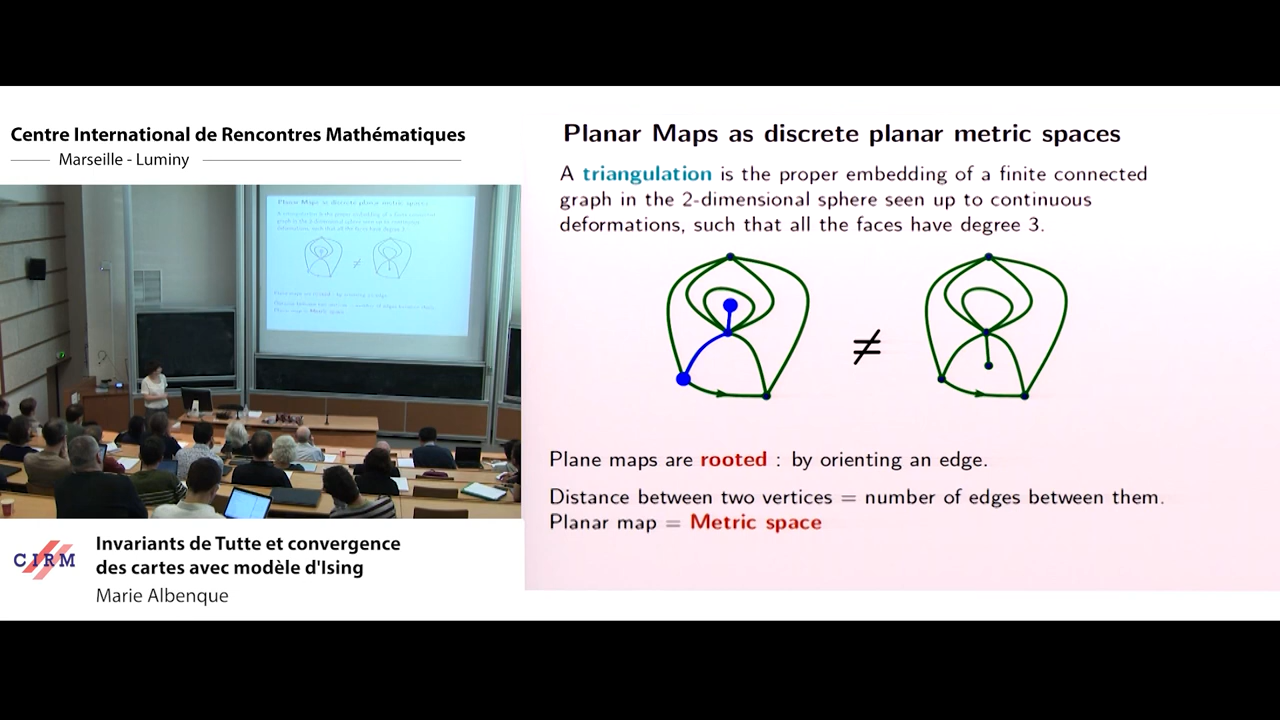 Centre International de Rencontres Mathématiques
Marseille - Luminy
Planar Maps as discrete planar metric spaces
A triangulation is the proper embedding of a finite connected
graph in the 2-dimensional sphere seen up to continuous
deformations, such that all the faces have degree 3.
≠
Plane maps are rooted : by orienting an edge.
Distance between two vertices = number of edges between them.
Planar map = Metric space
CIRM
Invariants de Tutte et convergence
des cartes avec modèle d'Ising
Marie Albenque